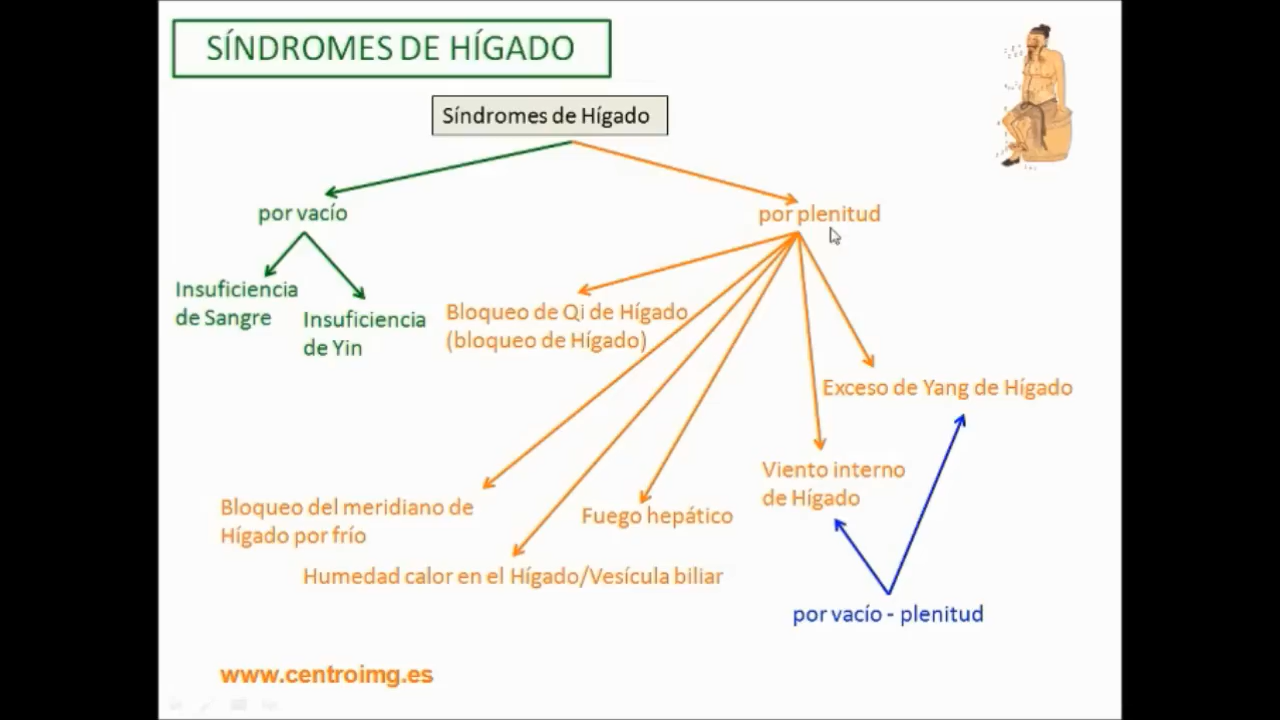 SÍNDROMES DE HÍGADO
Síndromes de Hígado
por vacío
por plenitud
Insuficiencia
de Sangre
Insuficiencia
de Yin
Bloqueo de Qi de Hígado
(bloqueo de Hígado)
Exceso de Yang de Hígado
Viento interno
de Hígado
Bloqueo del meridiano de
Hígado por frío
Fuego hepático
Humedad calor en el Hígado/Vesícula biliar
por vacío - plenitud
www.centroimg.es